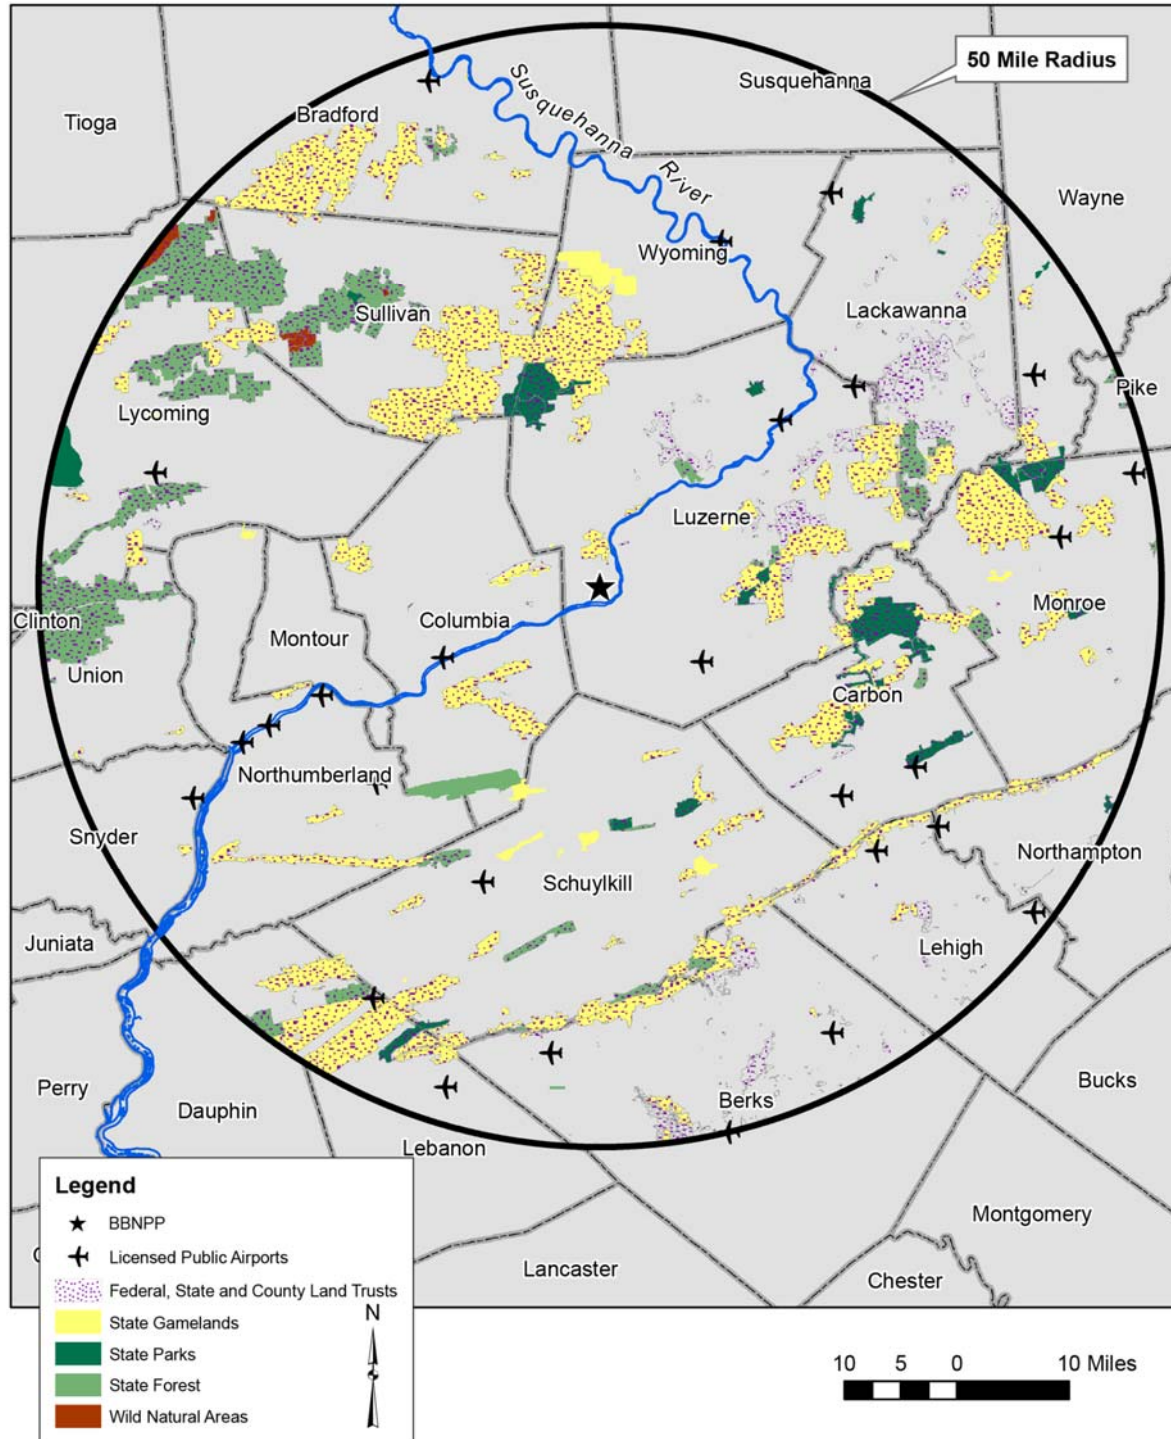 50 Mile Radius
Susquehanna
Susquehanna River
Bradford
Tioga
Wayne
Wyoming
Lackawanna
Sullivan
Pike
Lycoming
Luzerne
Monroe
Clinton
Columbia
Montour
Union
Carbon
Northumberland
Snyder
Northampton
Schuylkill
Juniata
Lehigh
Perry
Bucks
Dauphin
Berks
Lebanon
Montgomery
Lancaster
Chester
Legend
BBNPP
Licensed Public Airports
Federal, State and County Land Trusts
N
State Gamelands
State Parks
State Forest
Wild Natural Areas
10 5 0 10 Miles